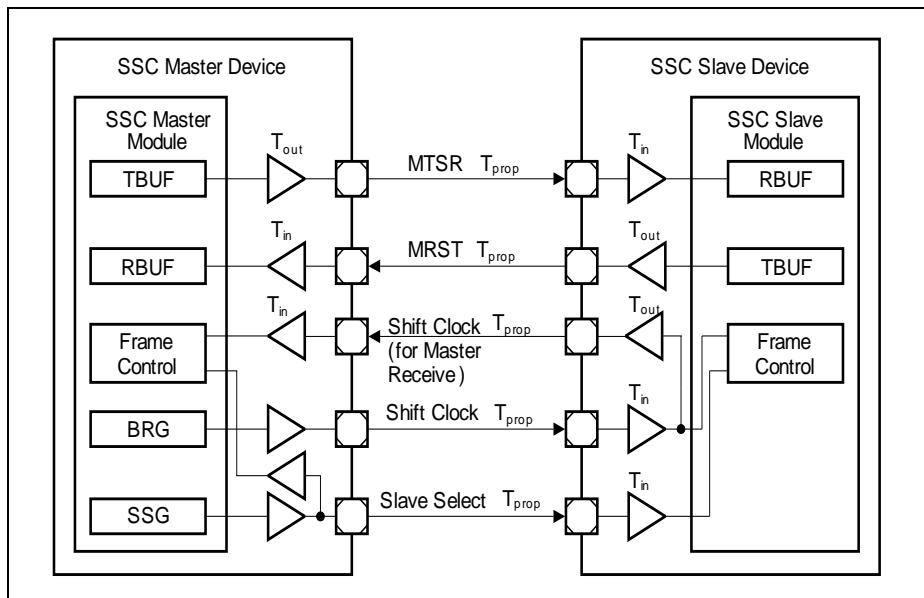 SSC Master Device
SSC Slave Device
SSC Master
Module
SSC Slave
Module
TBUF
Tout
MTSR Tprop
Tin
RBUF
RBUF
Tin
MRST Tprop
Tout
TBUF
Frame
Control
Tin
Shift Clock Tprop
(for Master
Receive)
Tout
Frame
Control
BRG
Shift Clock Tprop
Tin
SSG
Slave Select Tprop
Tin